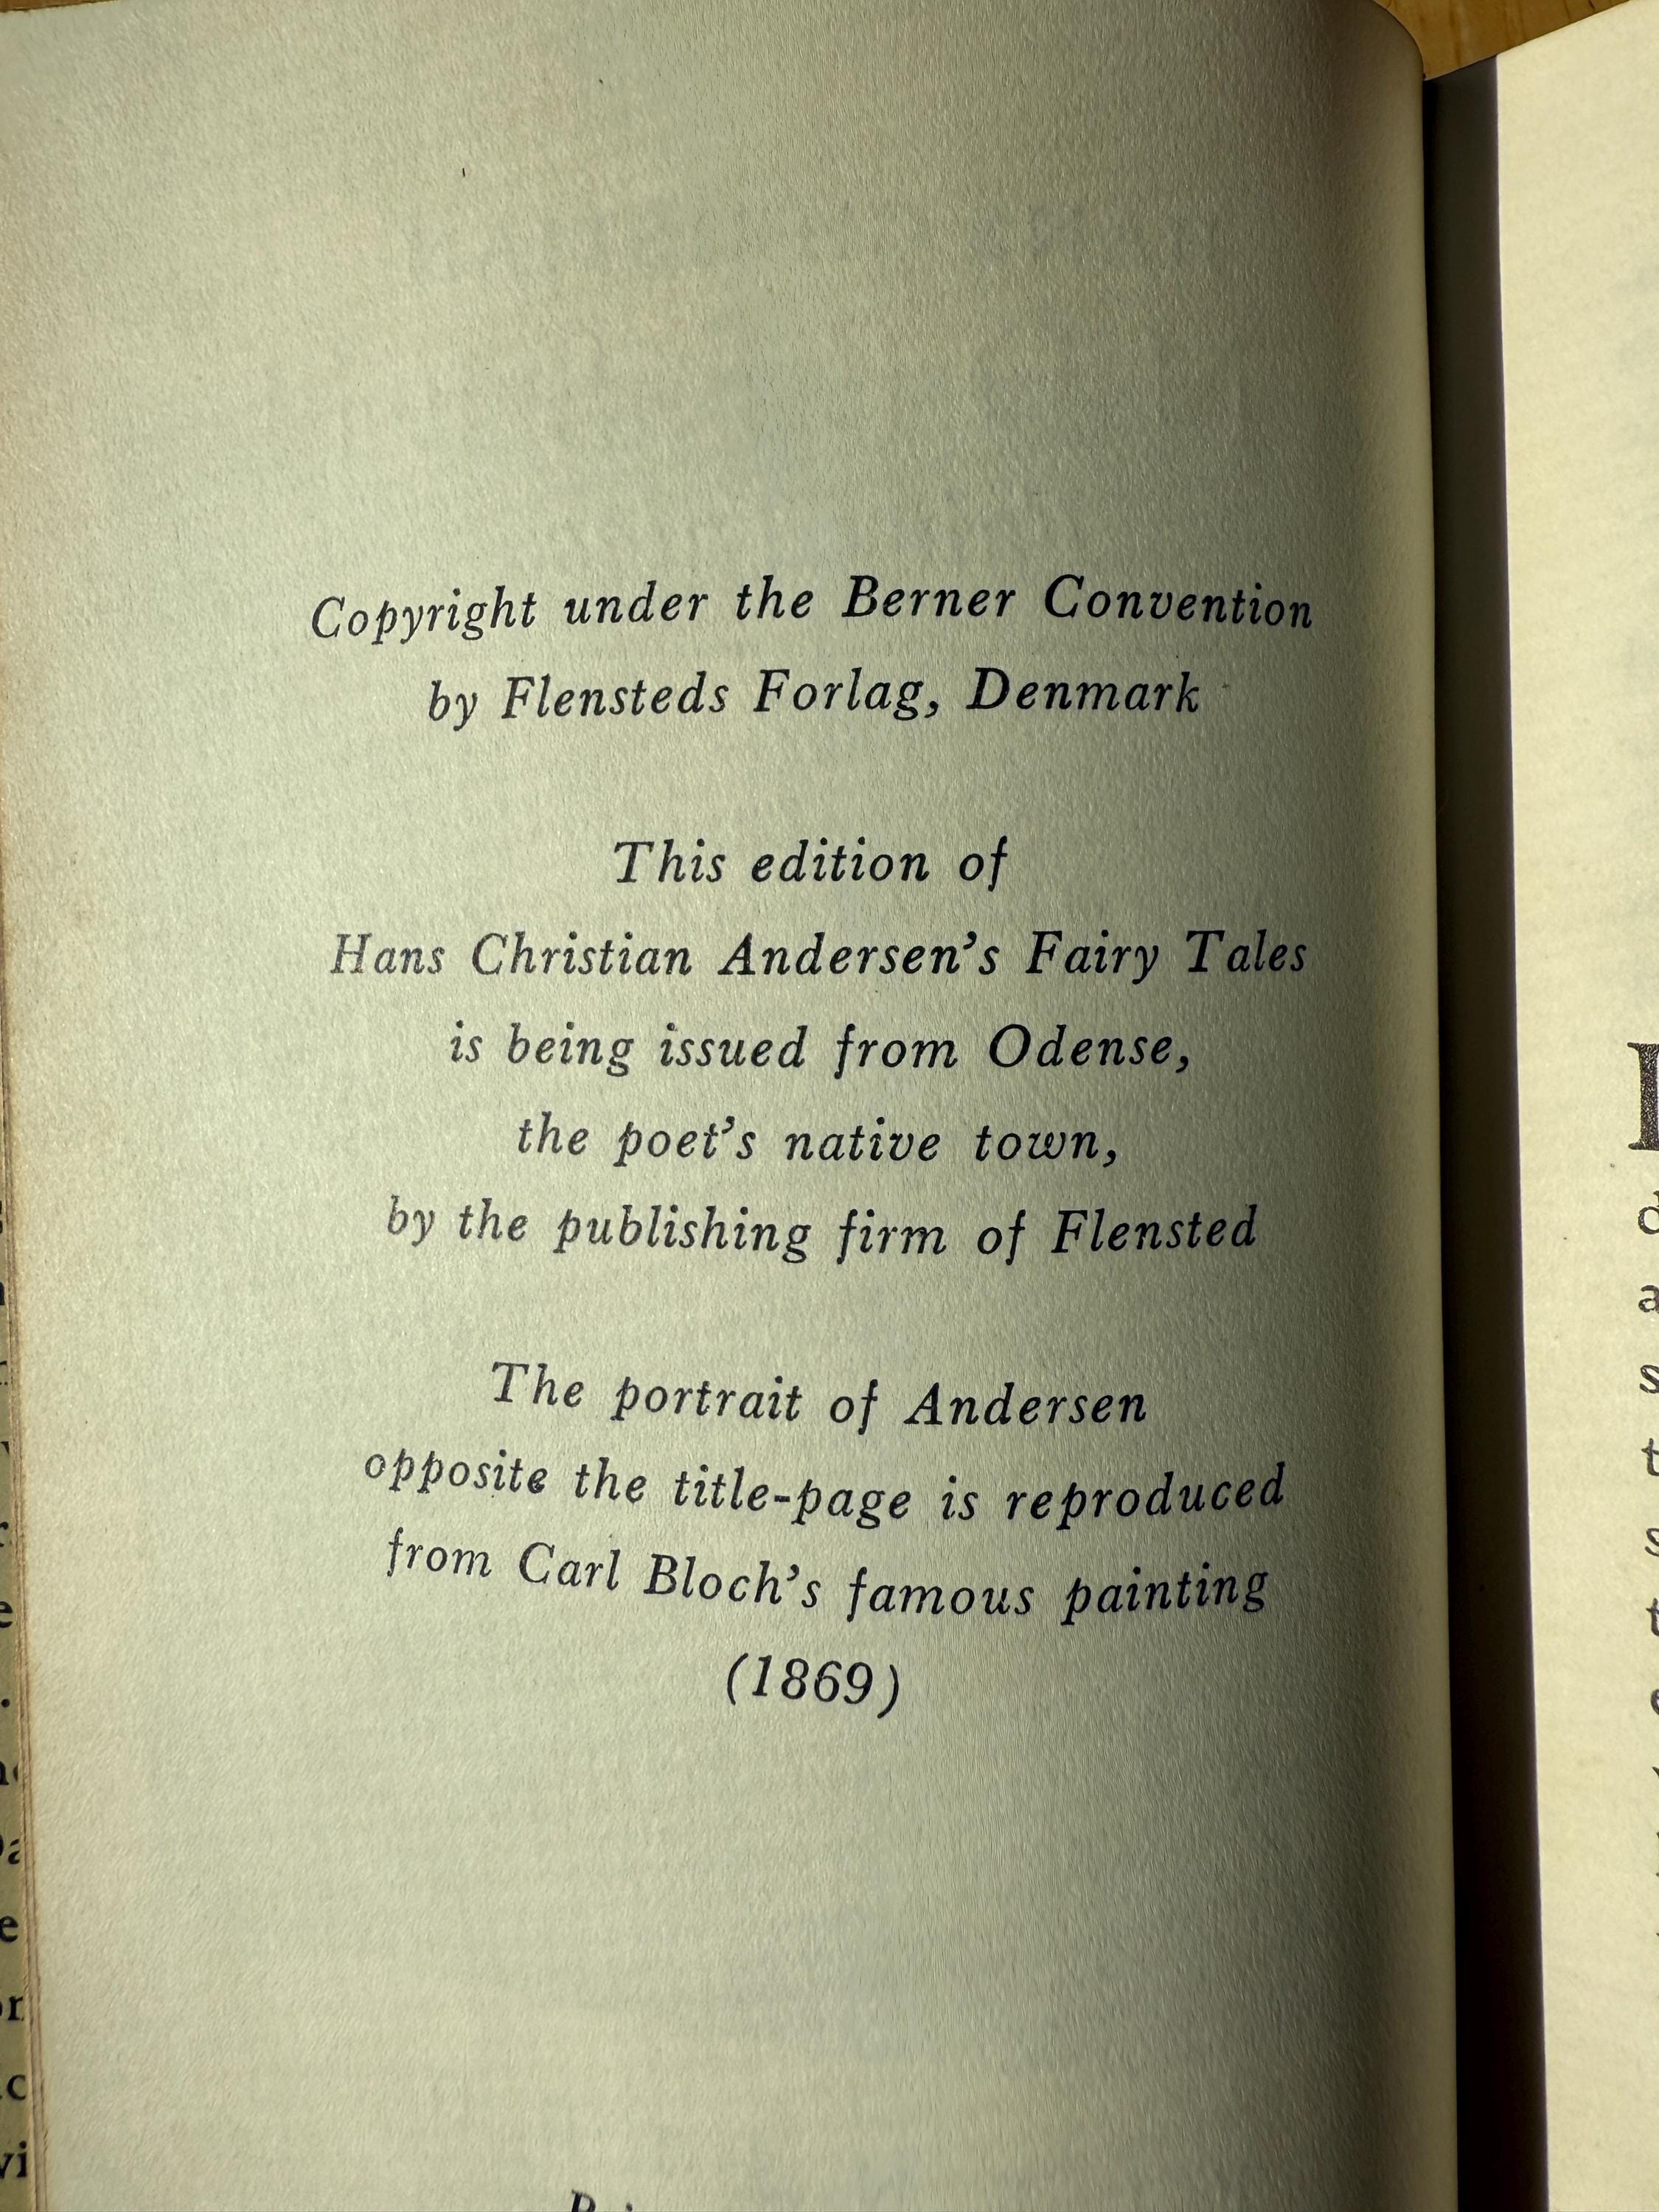 Copyright under the Berner Convention
by Flensteds Forlag, Denmark
This edition of
Hans Christian Andersen's Fairy Tales
is being issued from Odense,
the poet's native town,
by the publishing firm of Flensted
The portrait of Andersen
opposite the title-page is reproduced
from Carl Bloch's famous painting
(1869)